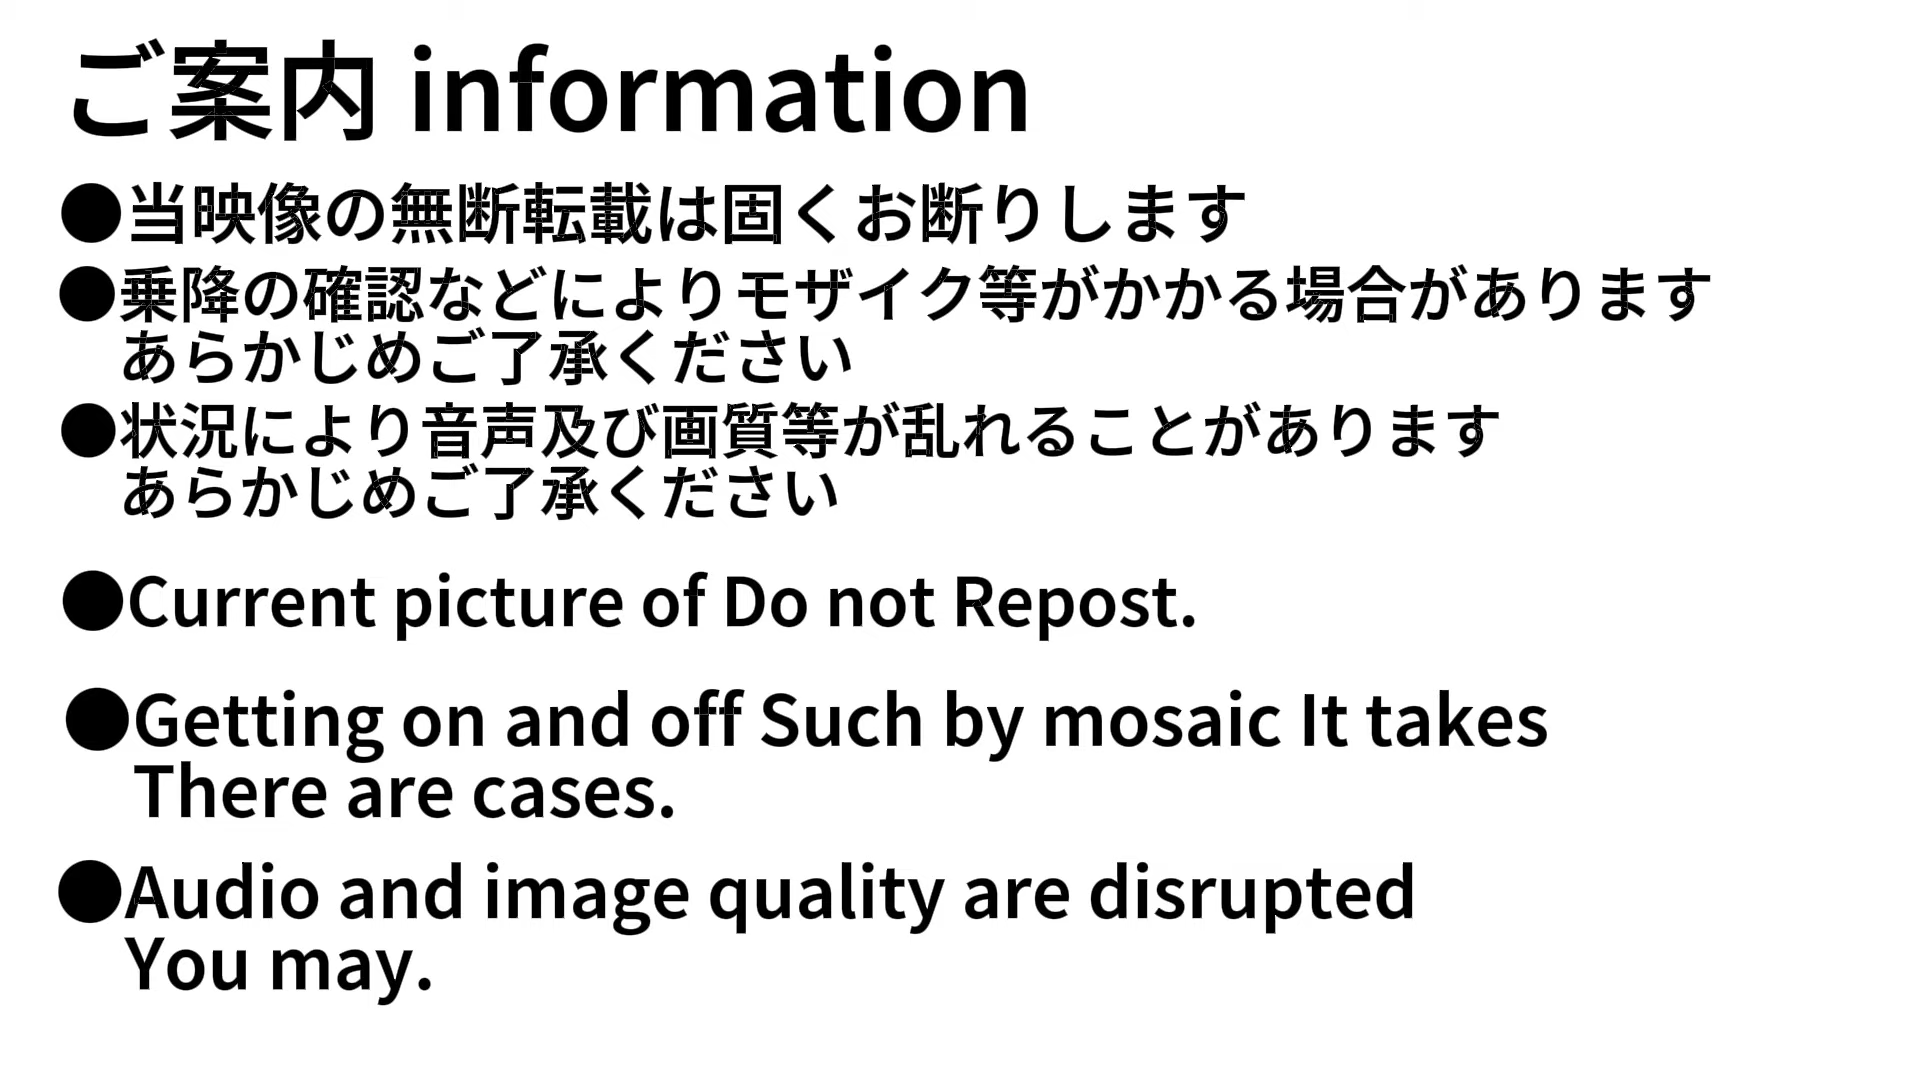 ご案内 information
●当映像の無断転載は固くお断りします
●乗降の確認などによりモザイク等がかかる場合があります
あらかじめご了承ください
●状況により音声及び画質等が乱れることがあります
あらかじめご了承ください
●Current picture of Do not Repost.
●Getting on and off Such by mosaic It takes
There are cases.
●Audio and image quality are disrupted
You may.